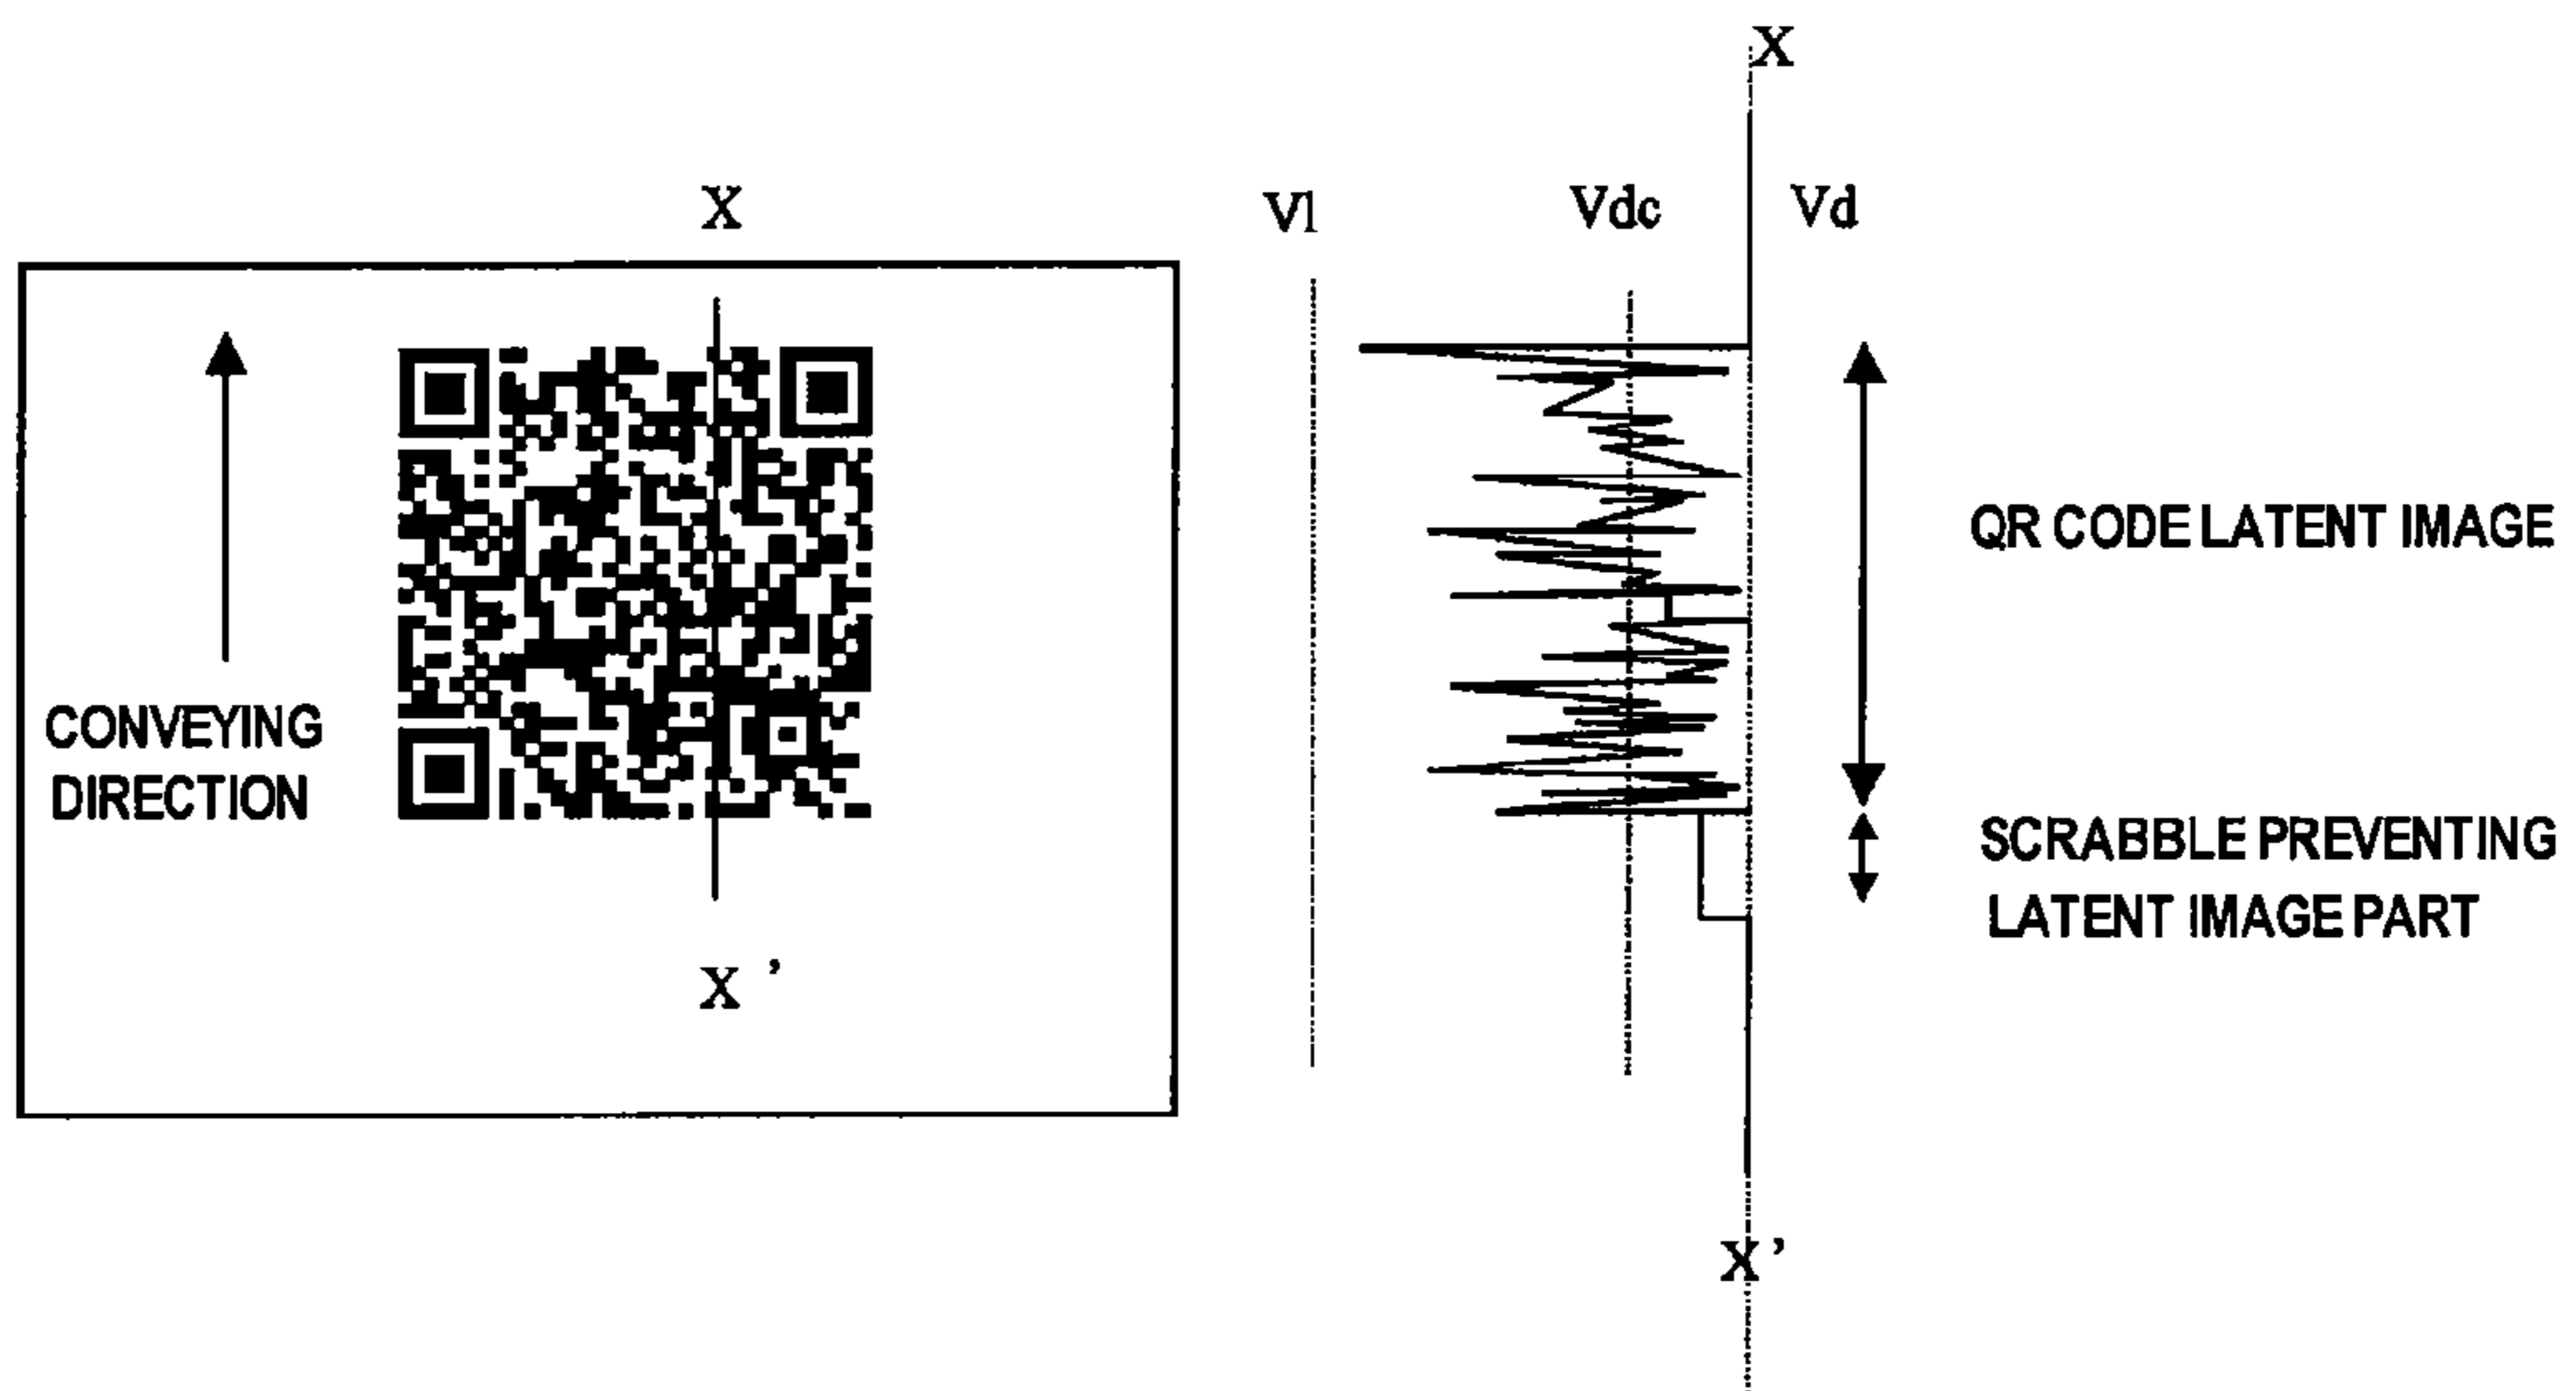 X
X
Vl
Vdc
Vd
QR CODE LATENT IMAGE
CONVEYING
DIRECTION
SCRABBLE PREVENTING
LATENT IMAGE PART
X'
X'